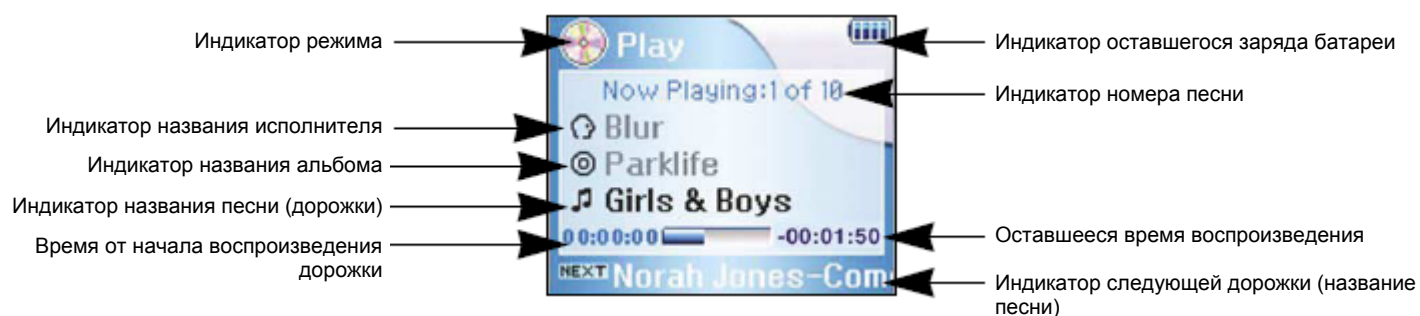 Индикатор режима
Индикатор названия исполнителя
Индикатор названия альбома
Индикатор названия песни (дорожки)
Время от начала воспроизведения
дорожки
Play
Now Playing:1 of 10
Blur
Parklife
Girls & Boys
00:00:00 -00:01:50
NEXT Norah Jones-Com
Индикатор оставшегося заряда батареи
Индикатор номера песни
Оставшееся время воспроизведения
Индикатор следующей дорожки (название
песни)